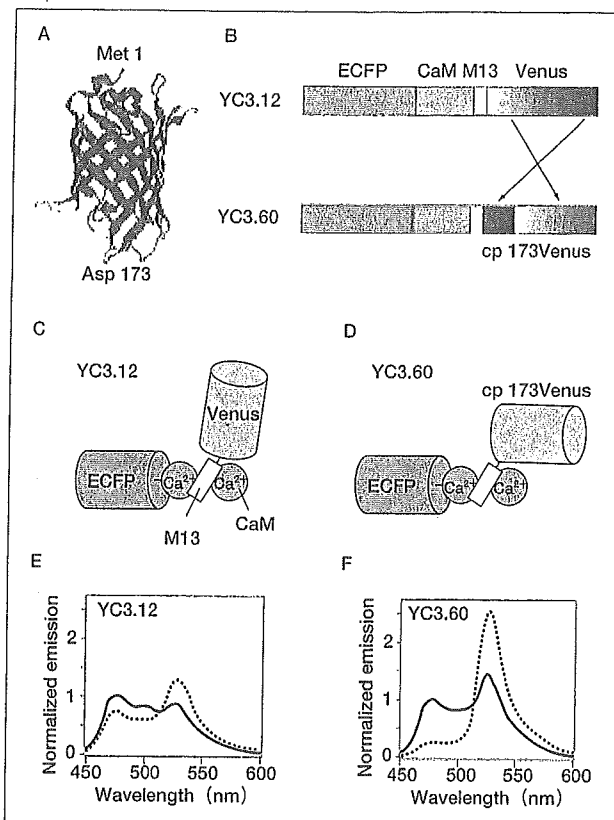 A
Met 1
Asp 173
B
ECFP CaM M13 Venus
YC3.12
YC3.60
cp 173Venus
C
YC3.12
Venus
ECFP Ca2+ Ca2+
M13
CaM
D
YC3.60
cp 173Venus
ECFP Ca2+ Ca2+
E
YC3.12
Normalized emission
2
1
0
450 500 550 600
Wavelength (nm)
F
YC3.60
Normalized emission
2
1
0
450 500 550 600
Wavelength (nm)